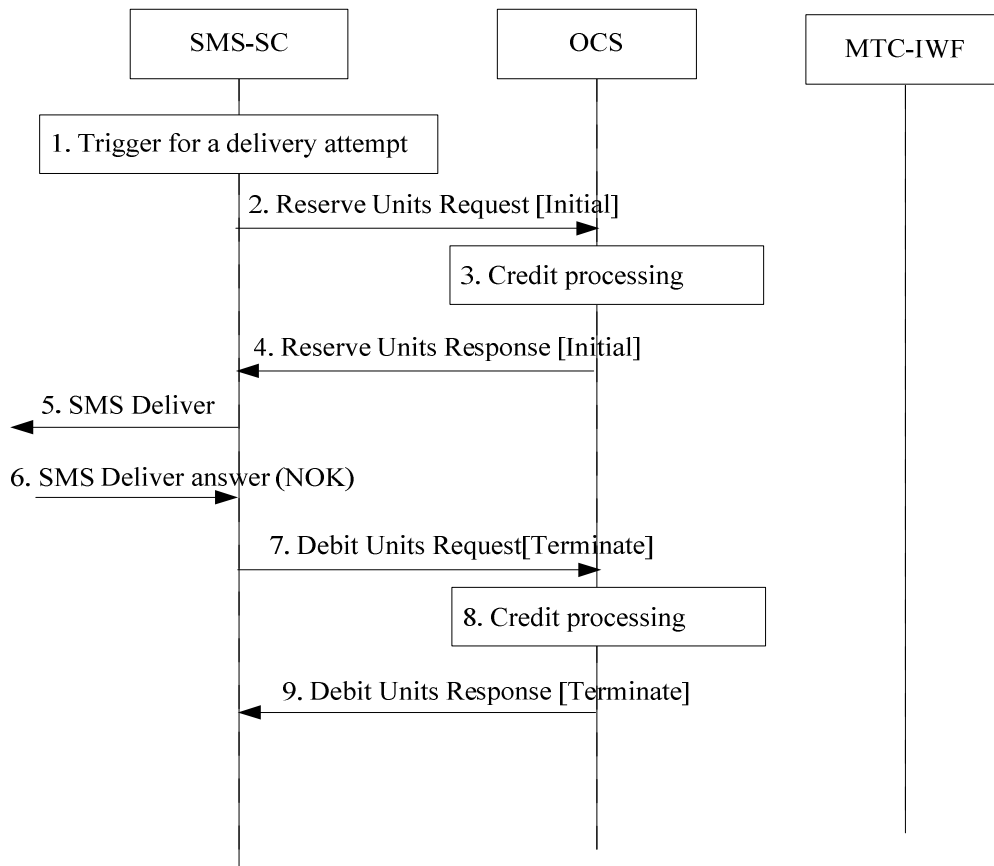 SMS-SC
OCS
MTC-IWF
1. Trigger for a delivery attempt
2. Reserve Units Request [Initial]
3. Credit processing
4. Reserve Units Response [Initial]
5. SMS Deliver
6. SMS Deliver answer (NOK)
7. Debit Units Request[Terminate]
8. Credit processing
9. Debit Units Response [Terminate]